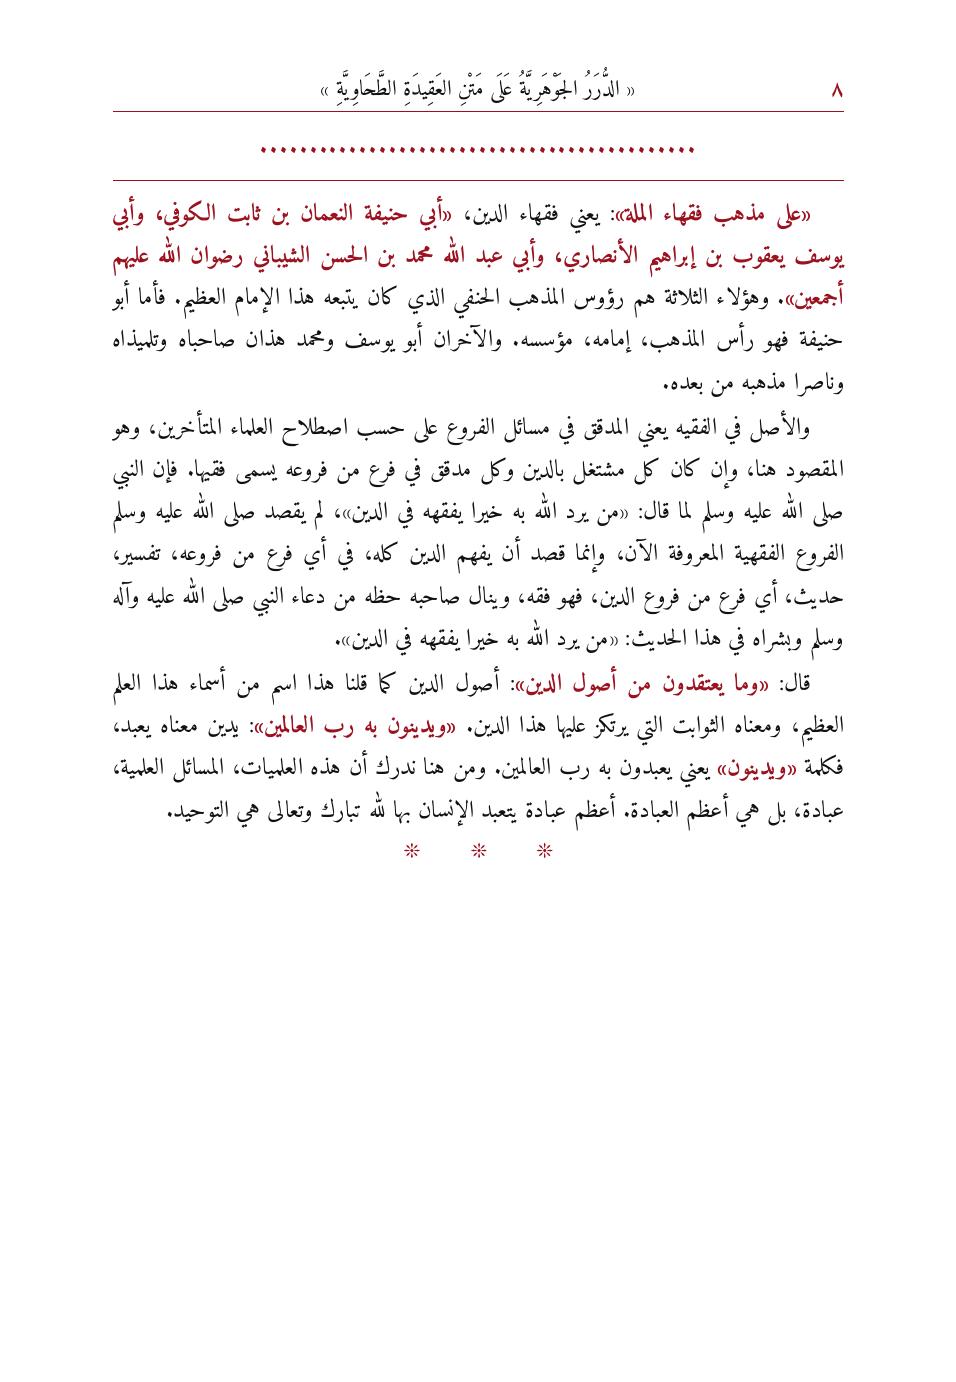 ٨
« الدُّرَرُ الجَوْهَرِيَّةُ عَلَى مَتْنِ العَقِيدَةِ الطَّحَاوِيَّةِ »
«على مذهب فقهاء الملة»: يعني فقهاء الدين، «أبي حنيفة النعمان بن ثابت الكوفي، وأبي
يوسف يعقوب بن إبراهيم الأنصاري، وأبي عبد الله محمد بن الحسن الشيباني رضوان الله عليهم
أجمعين». وهؤلاء الثلاثة هم رؤوس المذهب الحنفي الذي كان يتبعه هذا الإمام العظيم. فأما أبو
حنيفة فهو رأس المذهب، إمامه، مؤسسه. والآخران أبو يوسف ومحمد هذان صاحباه وتلميذاه
وناصرا مذهبه من بعده.
والأصل في الفقيه يعني المدقق في مسائل الفروع على حسب اصطلاح العلماء المتأخرين، وهو
المقصود هنا، وإن كان كل مشتغل بالدين وكل مدقق في فرع من فروعه يسمى فقيها. فإن النبي
صلى الله عليه وسلم لما قال: «من يرد الله به خيرا يفقهه في الدين»، لم يقصد صلى الله عليه وسلم
الفروع الفقهية المعروفة الآن، وإنما قصد أن يفهم الدين كله، في أي فرع من فروعه، تفسير،
حديث، أي فرع من فروع الدين، فهو فقه، وينال صاحبه حظه من دعاء النبي صلى الله عليه وآله
وسلم وبشراه في هذا الحديث: «من يرد الله به خيرا يفقهه في الدين».
قال: «وما يعتقدون من أصول الدين»: أصول الدين كما قلنا هذا اسم من أسماء هذا العلم
العظيم، ومعناه الثوابت التي يرتكز عليها هذا الدين. «ويدينون به رب العالمين»: يدين معناه يعبد،
فكلمة «ويدينون» يعني يعبدون به رب العالمين. ومن هنا ندرك أن هذه العلميات، المسائل العلمية،
عبادة، بل هي أعظم العبادة. أعظم عبادة يتعبد الإنسان بها لله تبارك وتعالى هي التوحيد.